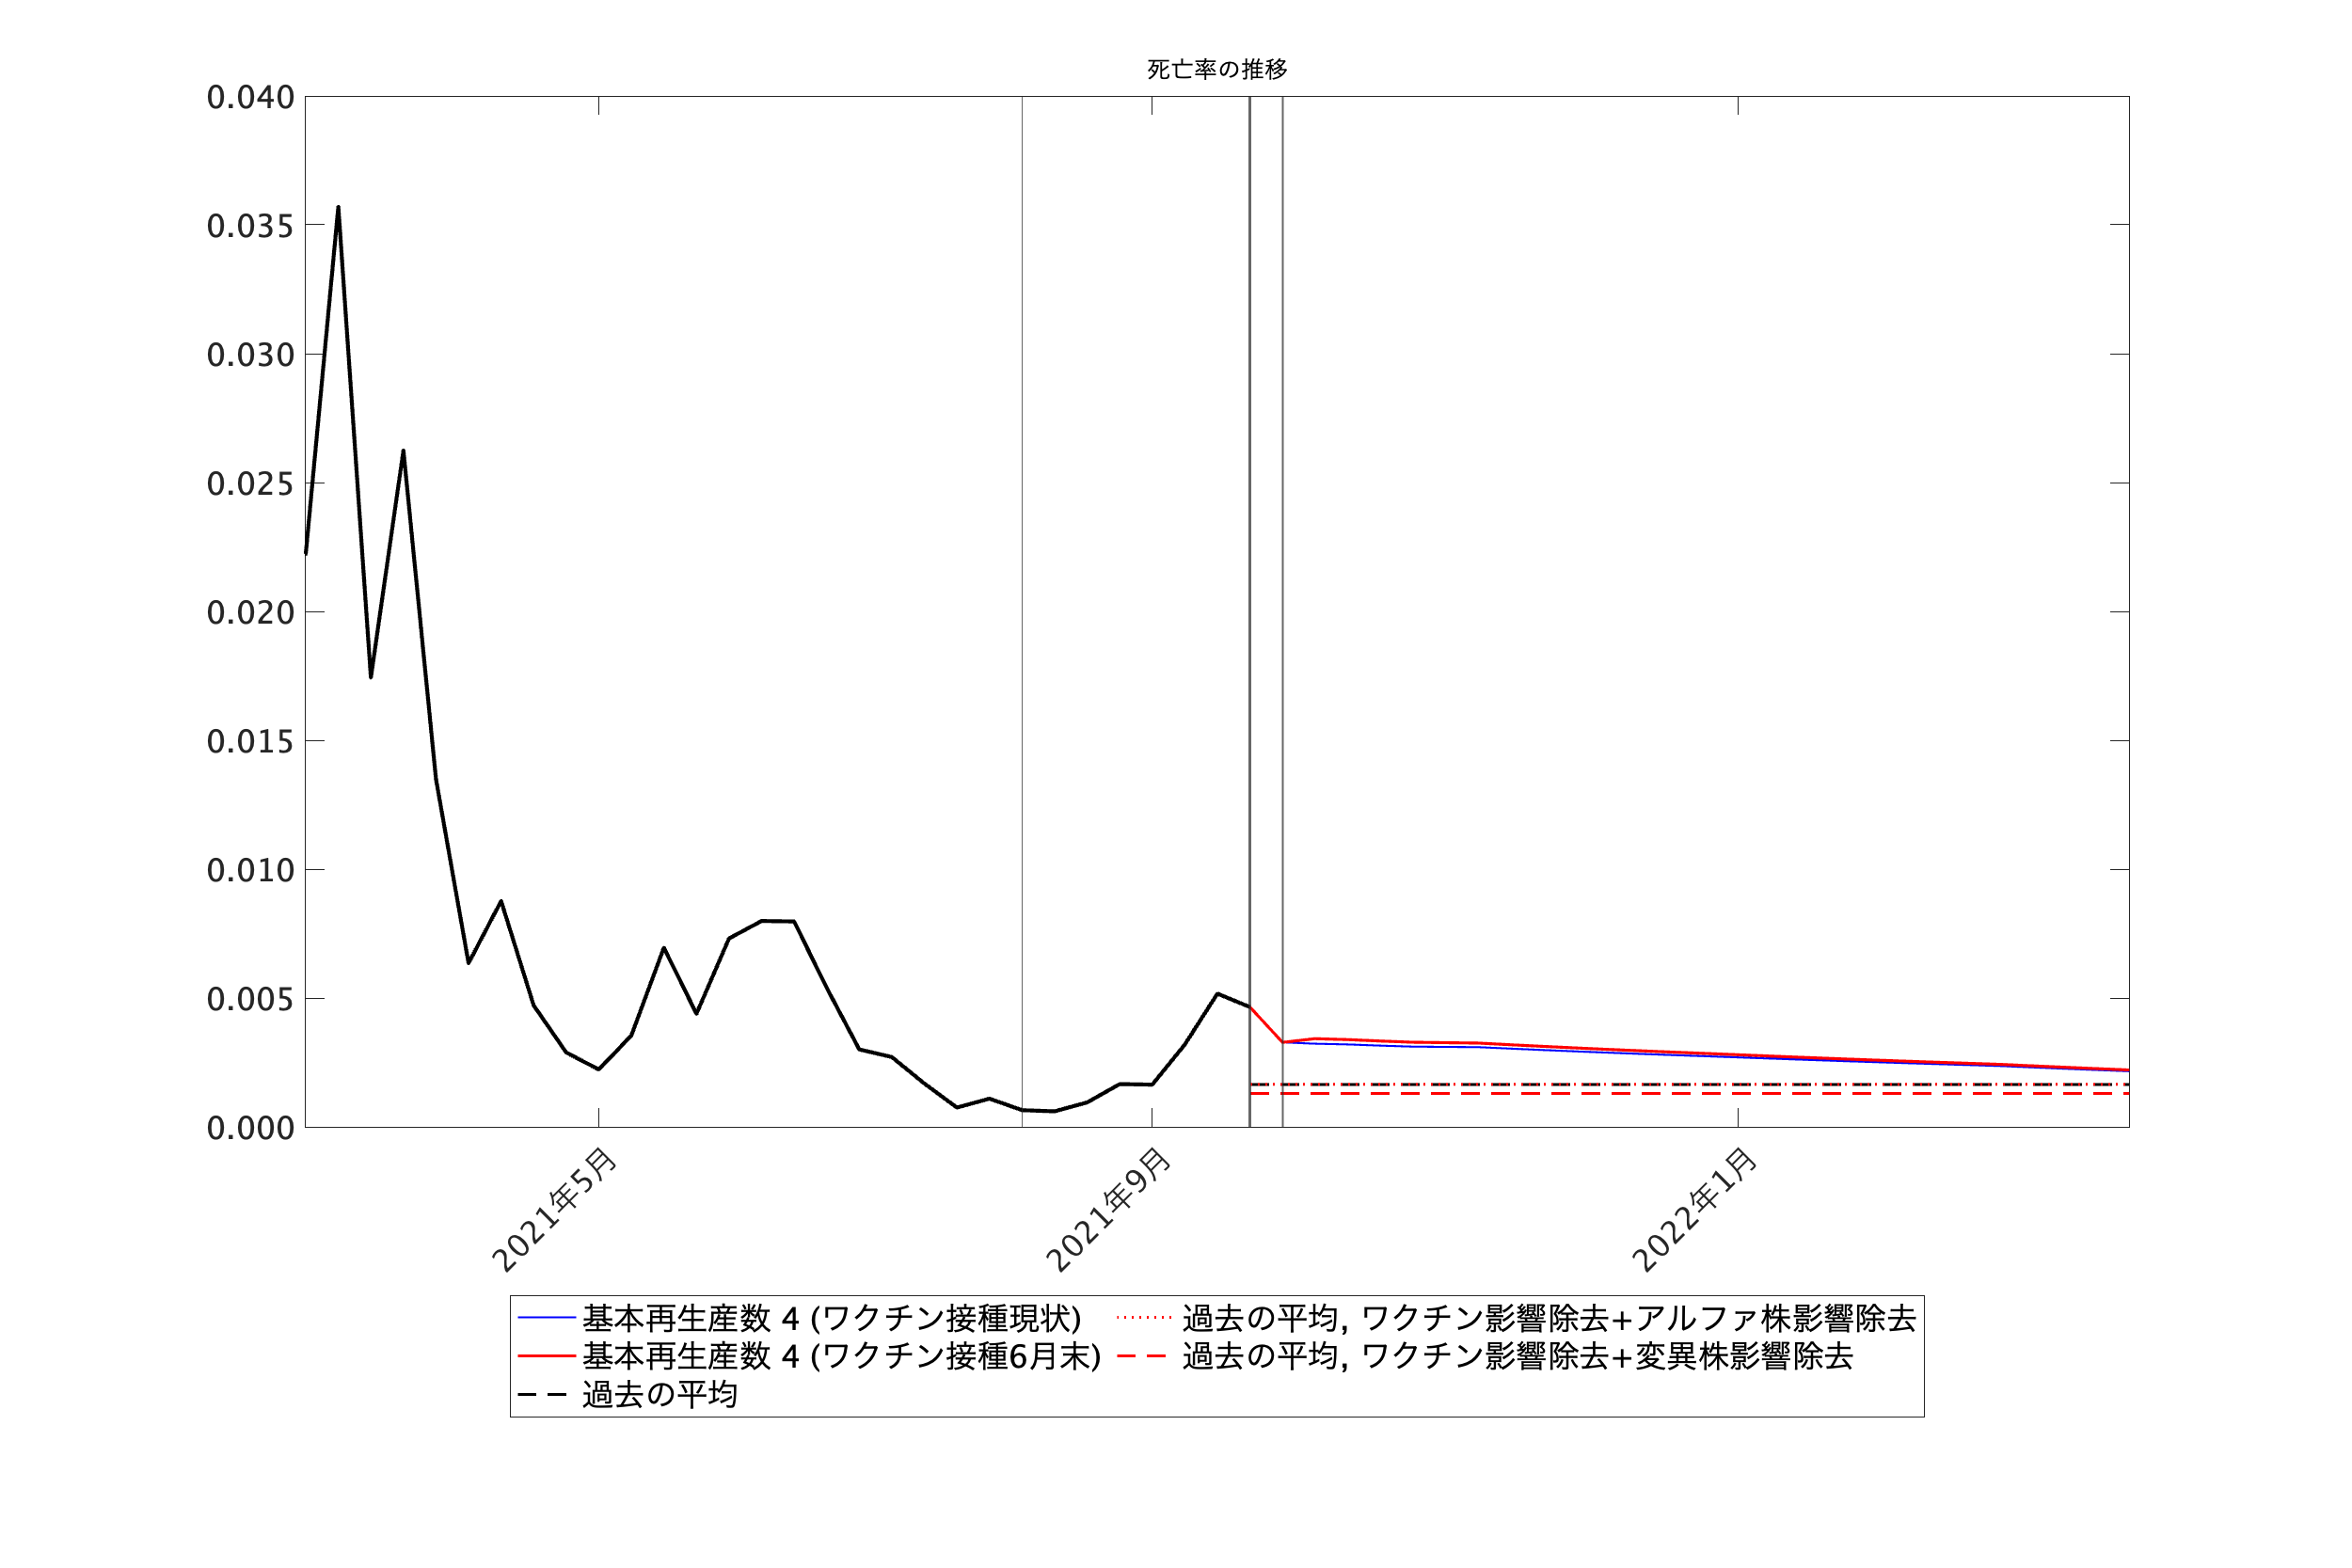 死亡率の推移
0.040
0.035
0.030
0.025
0.020
0.015
0.010
0.005
0.000
2021年5月
2021年9月
2022年1月
基本再生産数 4 (ワクチン接種現状)
基本再生産数 4 (ワクチン接種6月末)
過去の平均
過去の平均, ワクチン影響除去+アルファ株影響除去
過去の平均, ワクチン影響除去+変異株影響除去